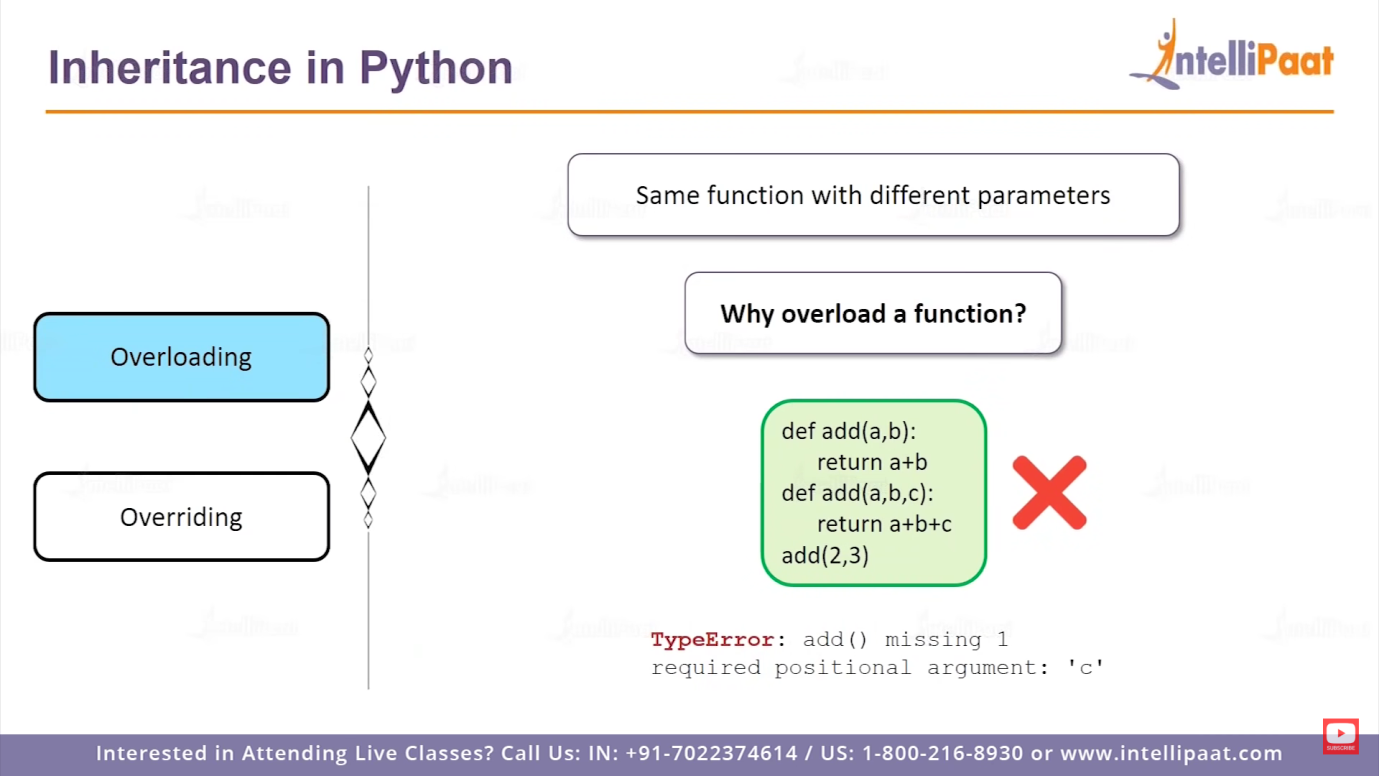 Inheritance in Python
IntelliPaat
Same function with different parameters
Why overload a function?
Overloading
Overriding
def add(a,b):
return a+b
def add(a,b,c):
return a+b+c
add(2,3)
TypeError: add() missing 1
required positional argument: 'c'
SUBSCRIBE
Interested in Attending Live Classes? Call Us: IN: +91-7022374614 / US: 1-800-216-8930 or www.intellipaat.com